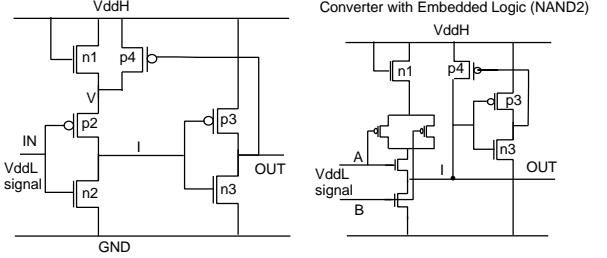 VddH
n1
p4
V
p2
p3
IN
I
VddL
signal
n2
n3
OUT
GND
Converter with Embedded Logic (NAND2)
VddH
n1
p4
p3
n3
A
VddL
signal
I
OUT
B